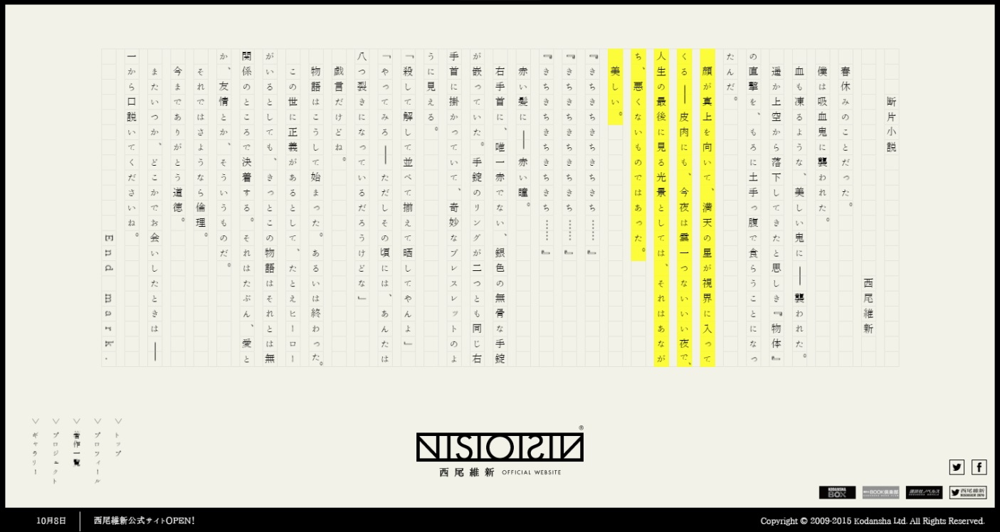 断片小説
西尾維新
春休みのことだった。
僕は吸血鬼に襲われた。
血も凍るような、美しい鬼に――襲われた。
遥か上空から落下してきたと思しき『物体』
の直撃を、もろに土手っ腹で食らうことになっ
たんだ。
顔が真上を向いて、満天の星が視界に入って
くる――皮肉にも、今夜は雲一つないいい夜で、
人生の最後に見る光景としては、それはあなが
ち、悪くないものではあった。
美しい。
『きちきちきちきちきち……』
『きちきちきちきちきち……』
『きちきちきちきちきち……』
赤い髪に――赤い瞳。
右手首に、唯一赤でない、銀色の無骨な手錠
が嵌っていた。手錠のリングが二つとも同じ右
手首に掛かっていて、奇妙なブレスレットのよ
うに見える。
「殺して解して並べて揃えて晒してやんよ」
「やってみろ――ただしその頃には、あんたは
八つ裂きになっているだろうけどな」
戯言だけどね。
物語はこうして始まった。あるいは終わった。
この世に正義があるとして、たとえヒーロー
がいるとしても、きっとこの物語はそれとは無
関係のところで決着する。それはたぶん、愛と
か、友情とか、そういうものだ。
それではさようなら倫理。
今までありがとう道徳。
またいつか、どこかでお会いしたときは――
一から口説いてくださいね。
End mark.
トップ
プロフィール
著作一覧
プロジェクト
ギャラリー
NISIOISIN®
西尾維新 OFFICIAL WEBSITE
KODANSHA BOX
BOOK倶楽部
講談社ノベルス
西尾維新
10月8日
西尾維新公式サイトOPEN!
Copyright © 2009-2015 Kodansha Ltd. All Rights Reserved.